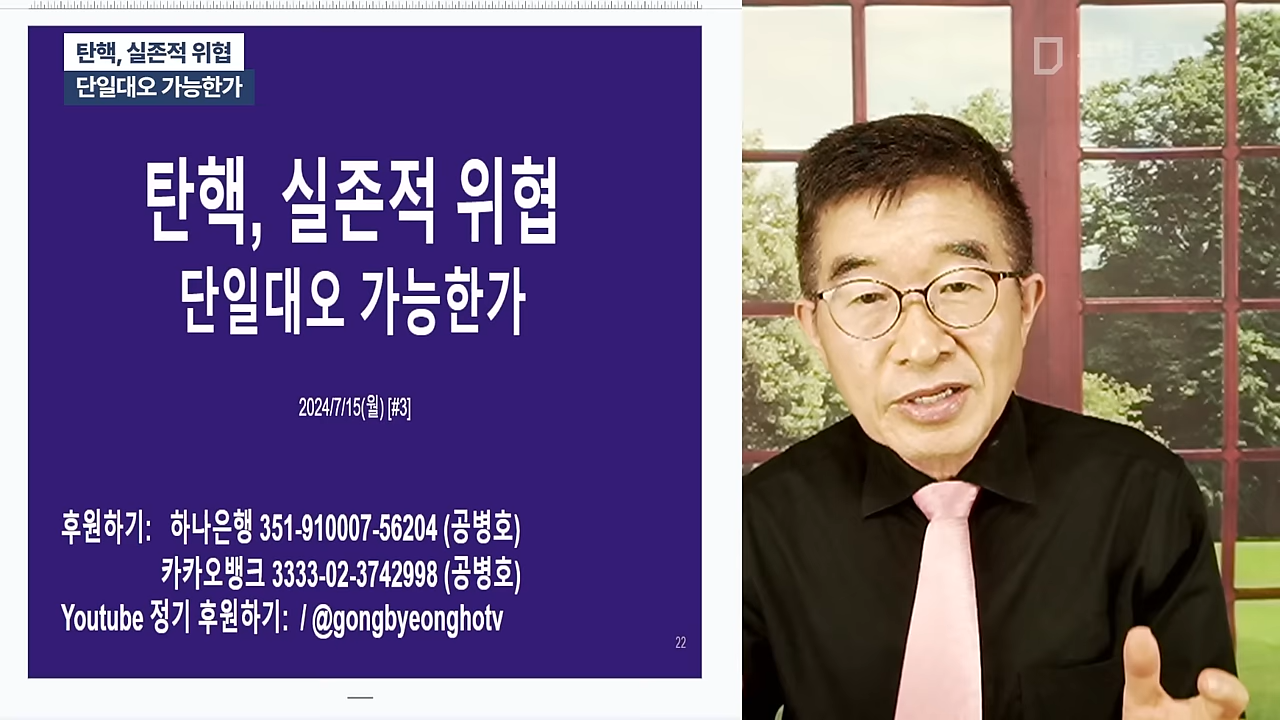 탄핵, 실존적 위협
단일대오 가능한가
탄핵, 실존적 위협
단일대오 가능한가
2024/7/15(월) [#3]
후원하기: 하나은행 351-910007-56204 (공병호)
카카오뱅크 3333-02-3742998 (공병호)
Youtube 정기 후원하기: / @gongbyeonghotv
22